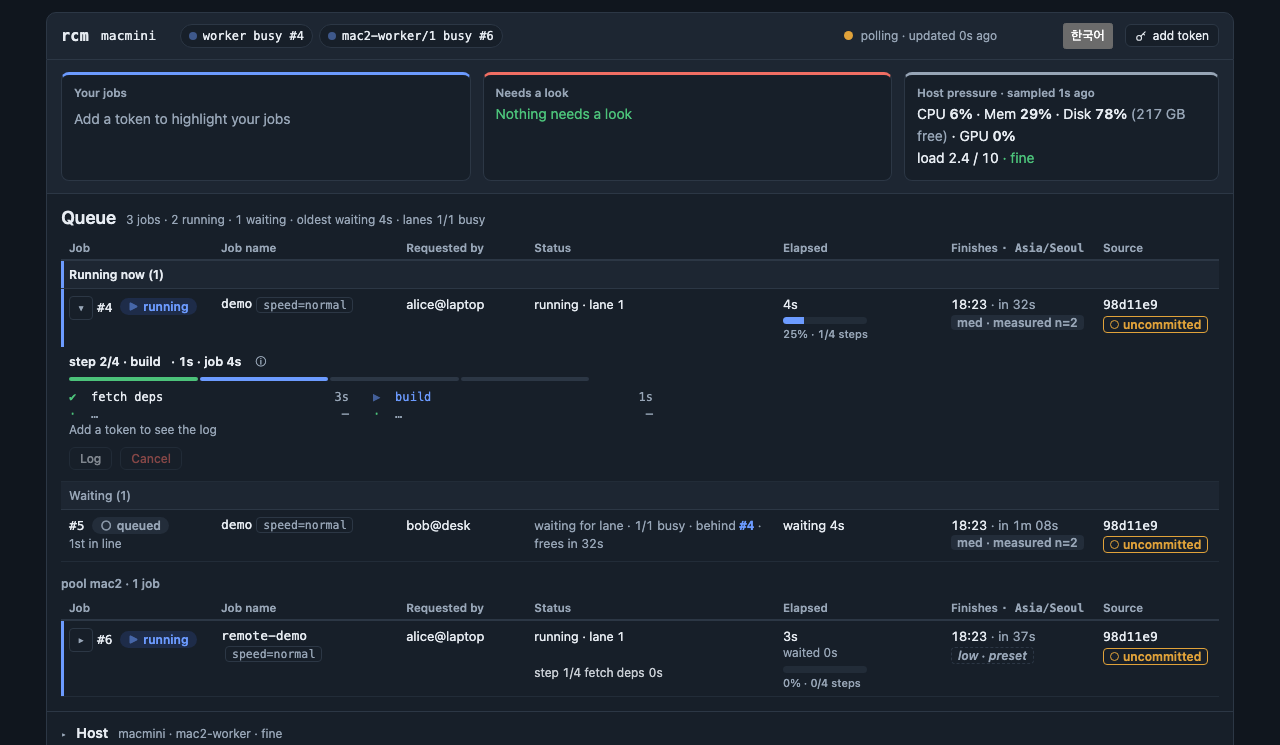 rcm macmini worker busy #4 mac2-worker/1 busy #6 polling · updated 0s ago 한국어 add token
Your jobs
Add a token to highlight your jobs
Needs a look
Nothing needs a look
Host pressure · sampled 1s ago
CPU 6% · Mem 29% · Disk 78% (217 GB
free) · GPU 0%
load 2.4 / 10 · fine
Queue 3 jobs · 2 running · 1 waiting · oldest waiting 4s · lanes 1/1 busy
Job Job name Requested by Status Elapsed Finishes · Asia/Seoul Source
Running now (1)
#4 running demo speed=normal alice@laptop running · lane 1 4s 18:23 · in 32s 98d11e9
med · measured n=2 uncommitted
25% · 1/4 steps
step 2/4 · build · 1s · job 4s
✔ fetch deps 3s ▶ build 1s
· … — · … —
Add a token to see the log
Log Cancel
Waiting (1)
#5 queued demo speed=normal bob@desk waiting for lane · 1/1 busy · behind #4 · waiting 4s 18:23 · in 1m 08s 98d11e9
1st in line frees in 32s med · measured n=2 uncommitted
pool mac2 · 1 job
Job Job name Requested by Status Elapsed Finishes · Asia/Seoul Source
#6 running remote-demo alice@laptop running · lane 1 3s 18:23 · in 37s 98d11e9
speed=normal waited 0s low · preset uncommitted
step 1/4 fetch deps 0s
0% · 0/4 steps
Host macmini · mac2-worker · fine